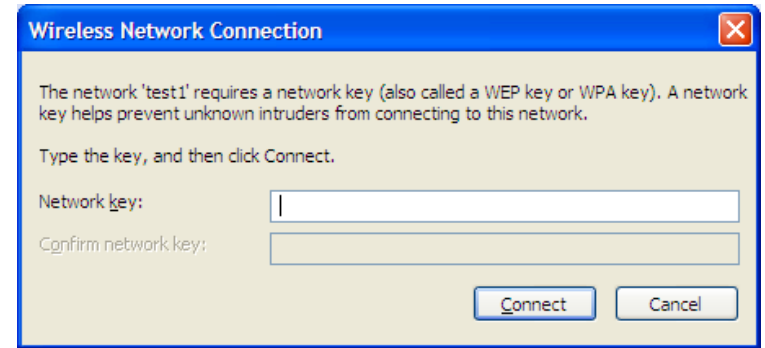 Wireless Network Connection
The network 'test1' requires a network key (also called a WEP key or WPA key). A network
key helps prevent unknown intruders from connecting to this network.
Type the key, and then click Connect.
Network key:
Confirm network key:
Connect Cancel